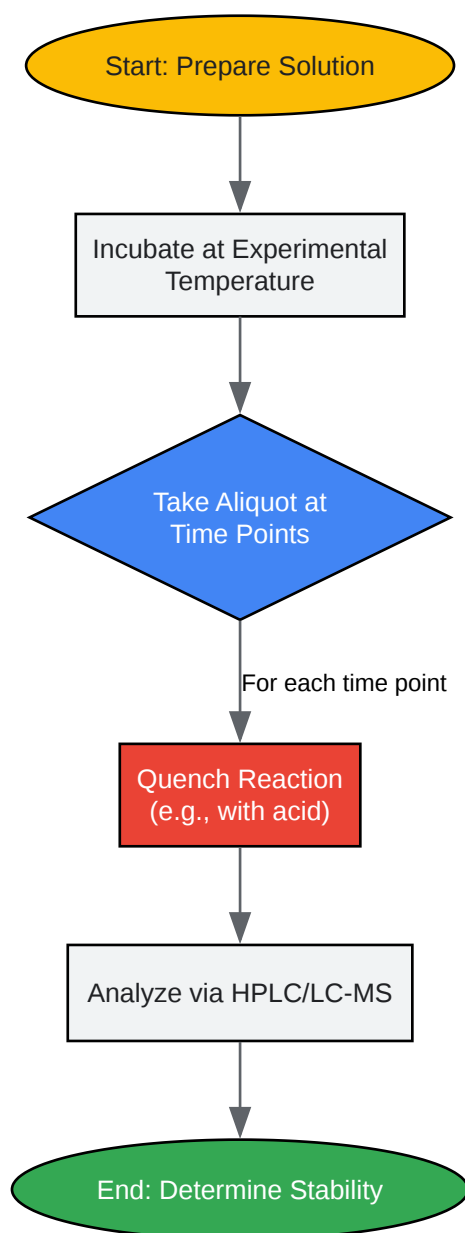 Start: Prepare Solution
Incubate at Experimental
Temperature
Take Aliquot at
Time Points
For each time point
Quench Reaction
(e.g., with acid)
Analyze via HPLC/LC-MS
End: Determine Stability